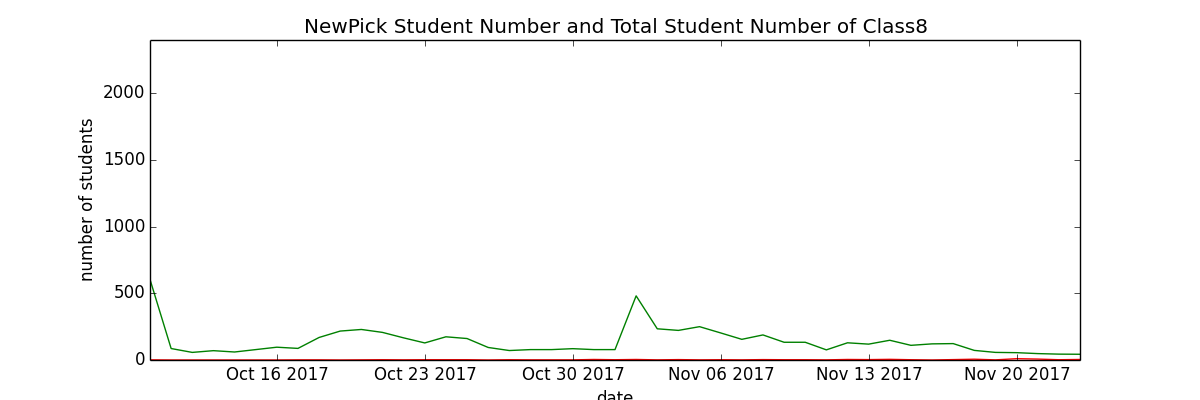 NewPick Student Number and Total Student Number of Class8
2000
1500
1000
500
0
number of students
Oct 16 2017 Oct 23 2017 Oct 30 2017 Nov 06 2017 Nov 13 2017 Nov 20 2017
date